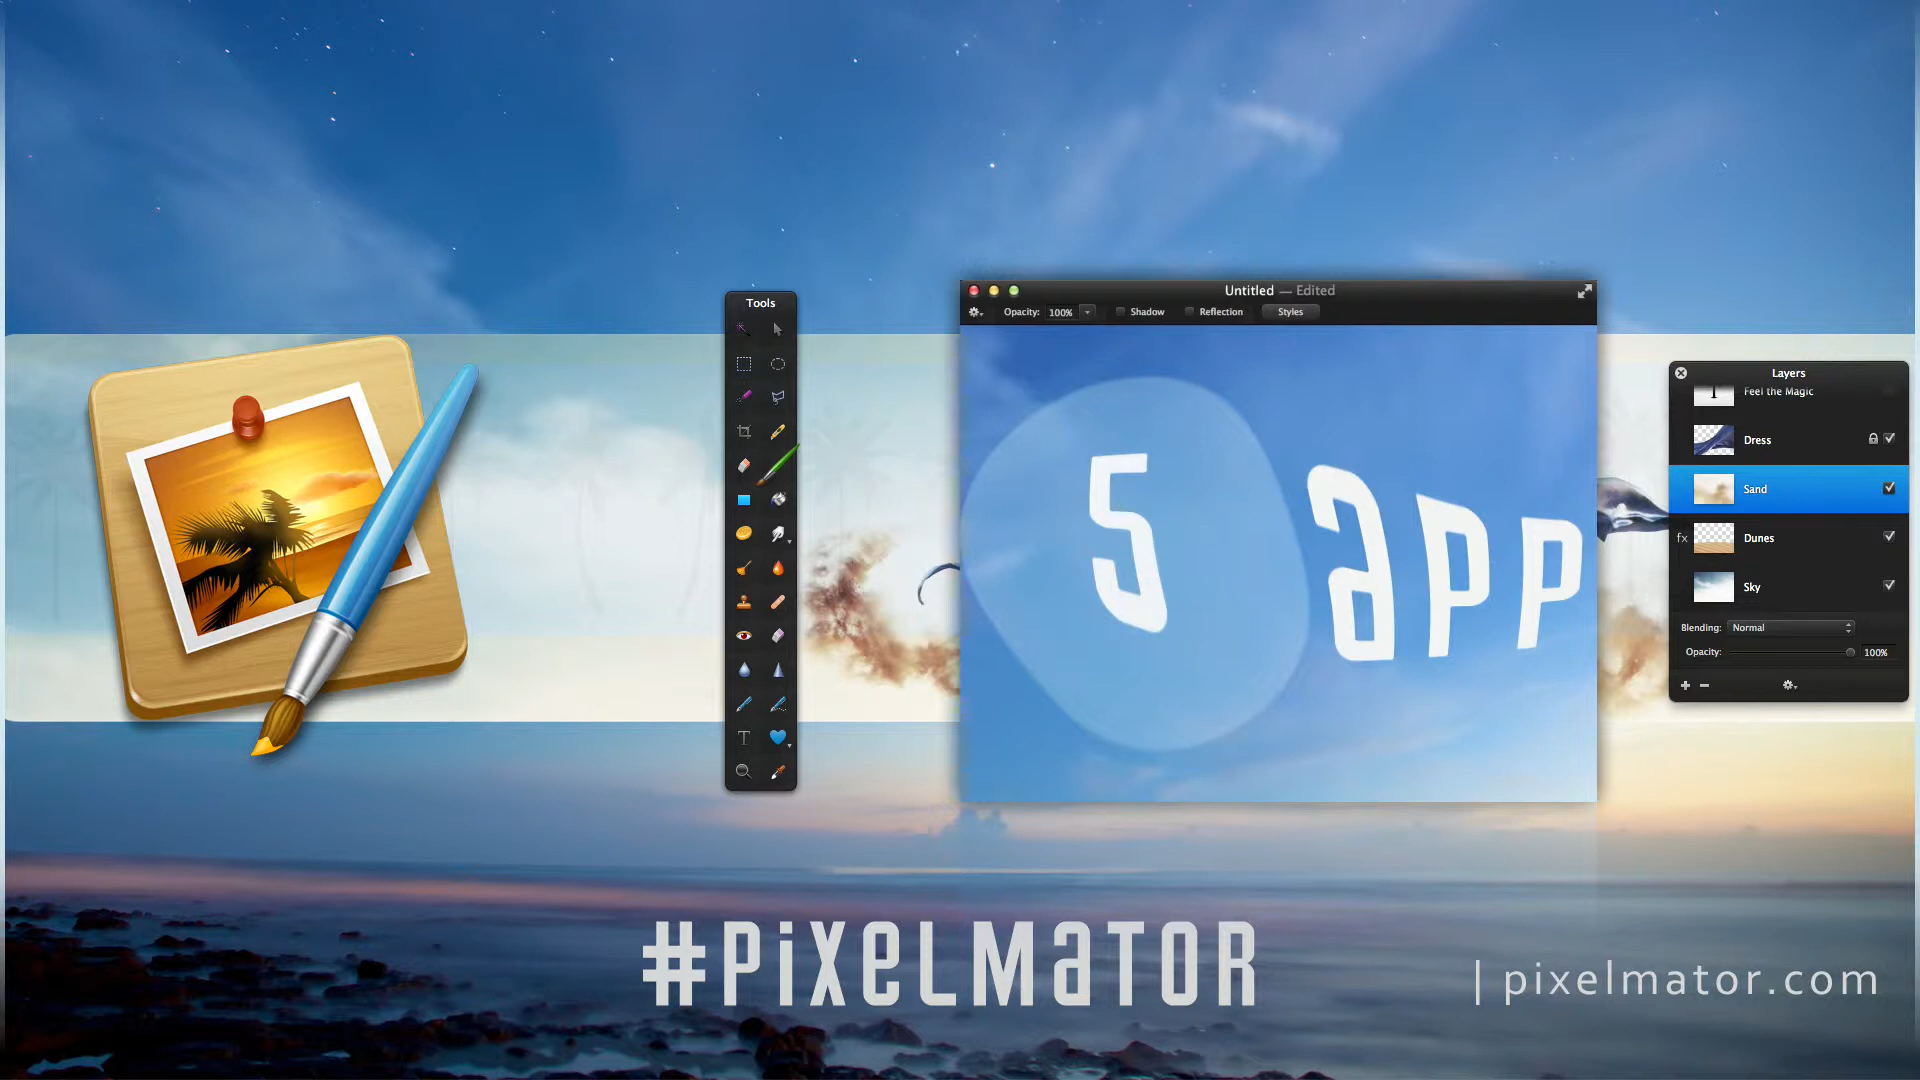 Tools
Untitled — Edited
Opacity: 100% Shadow Reflection Styles
5 app
Layers
Feel the Magic
Dress
Sand
fx Dunes
Sky
Blending: Normal
Opacity: 100%
#PiXeLMaTOR
| pixelmator.com